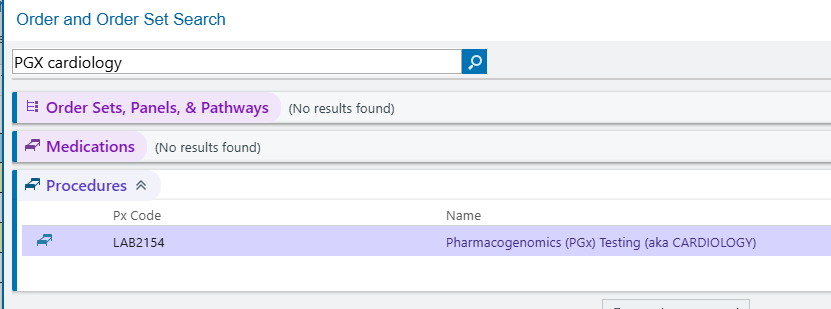 Order and Order Set Search
PGX cardiology
Order Sets, Panels, & Pathways (No results found)
Medications (No results found)
Procedures
Px Code Name
LAB2154 Pharmacogenomics (PGx) Testing (aka CARDIOLOGY)